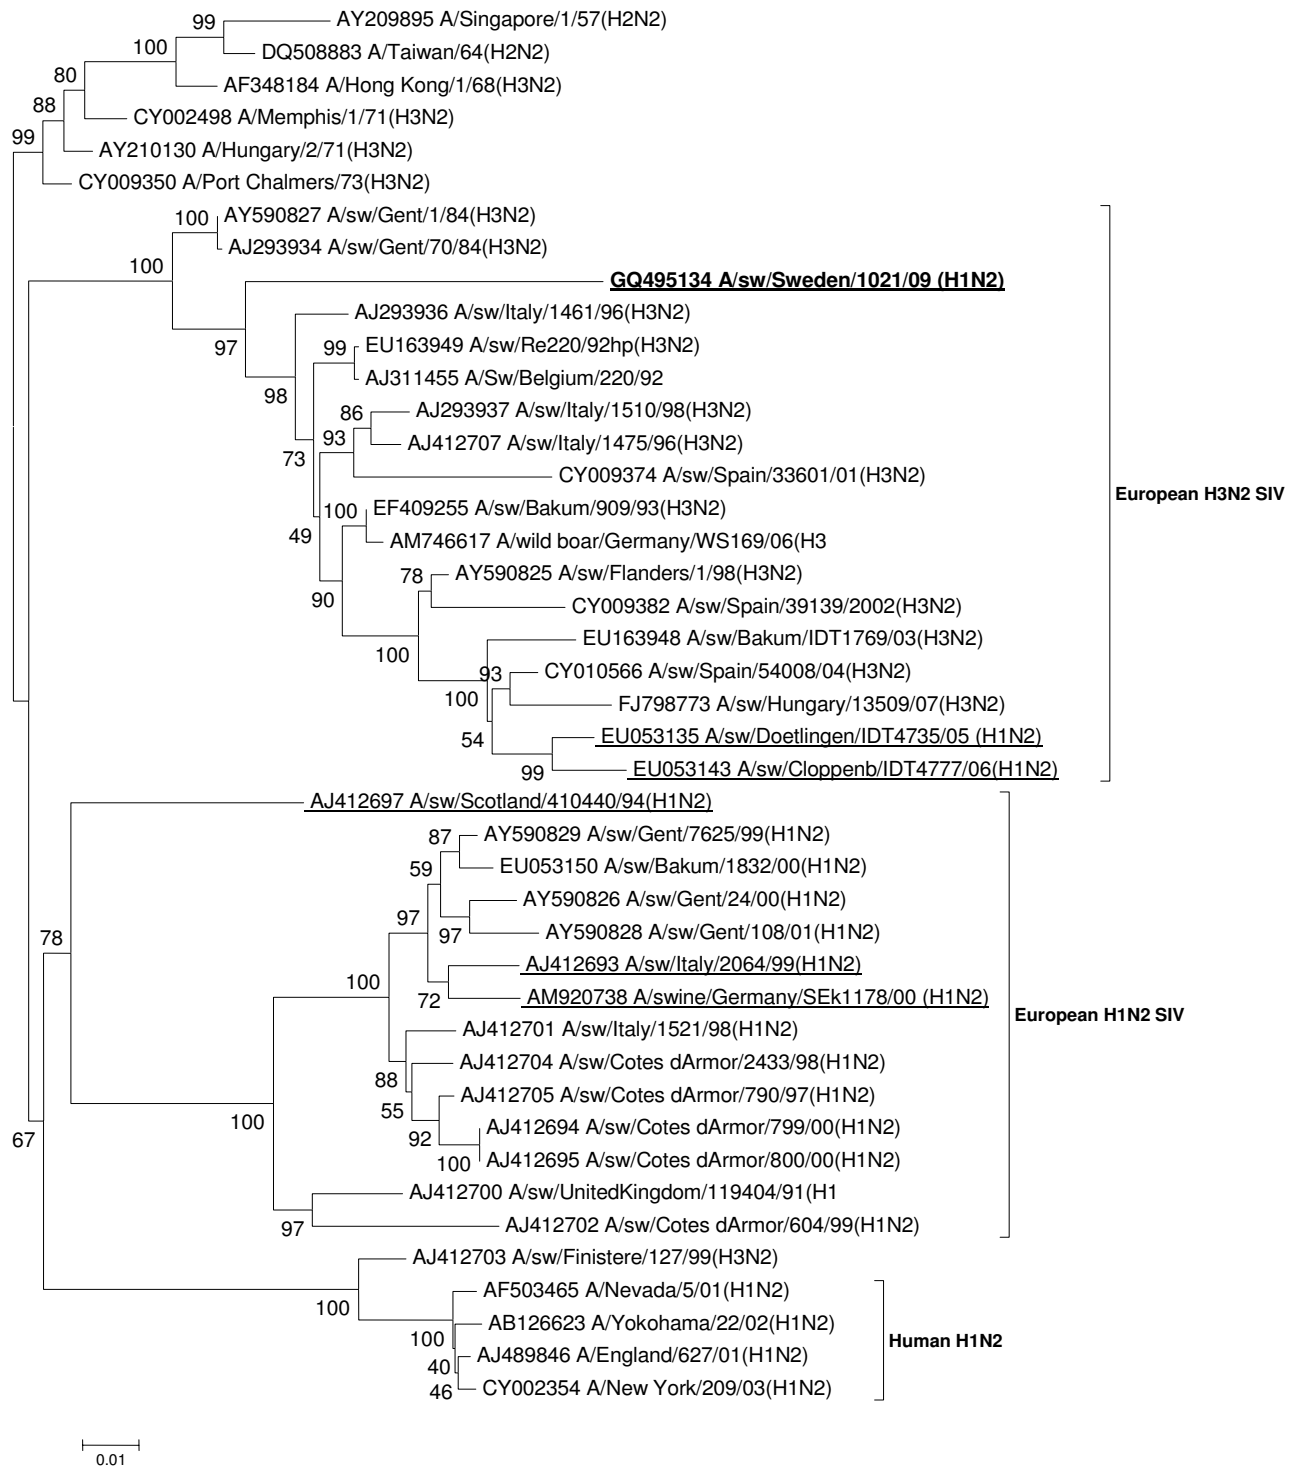 99
AY209895 A/Singapore/1/57(H2N2)
100
DQ508883 A/Taiwan/64(H2N2)
80
AF348184 A/Hong Kong/1/68(H3N2)
88
CY002498 A/Memphis/1/71(H3N2)
99
AY210130 A/Hungary/2/71(H3N2)
CY009350 A/Port Chalmers/73(H3N2)
100
AY590827 A/sw/Gent/1/84(H3N2)
AJ293934 A/sw/Gent/70/84(H3N2)
100
GQ495134 A/sw/Sweden/1021/09 (H1N2)
AJ293936 A/sw/Italy/1461/96(H3N2)
97
99
EU163949 A/sw/Re220/92hp(H3N2)
AJ311455 A/Sw/Belgium/220/92
98
86
AJ293937 A/sw/Italy/1510/98(H3N2)
93
AJ412707 A/sw/Italy/1475/96(H3N2)
73
CY009374 A/sw/Spain/33601/01(H3N2)
European H3N2 SIV
100
EF409255 A/sw/Bakum/909/93(H3N2)
49
AM746617 A/wild boar/Germany/WS169/06(H3
78
AY590825 A/sw/Flanders/1/98(H3N2)
90
CY009382 A/sw/Spain/39139/2002(H3N2)
EU163948 A/sw/Bakum/IDT1769/03(H3N2)
100
93
CY010566 A/sw/Spain/54008/04(H3N2)
100
FJ798773 A/sw/Hungary/13509/07(H3N2)
54
EU053135 A/sw/Doetlingen/IDT4735/05 (H1N2)
99
EU053143 A/sw/Cloppenb/IDT4777/06(H1N2)
AJ412697 A/sw/Scotland/410440/94(H1N2)
87
AY590829 A/sw/Gent/7625/99(H1N2)
59
EU053150 A/sw/Bakum/1832/00(H1N2)
AY590826 A/sw/Gent/24/00(H1N2)
97
97
AY590828 A/sw/Gent/108/01(H1N2)
78
AJ412693 A/sw/Italy/2064/99(H1N2)
100
72
AM920738 A/swine/Germany/SEk1178/00 (H1N2)
European H1N2 SIV
AJ412701 A/sw/Italy/1521/98(H1N2)
AJ412704 A/sw/Cotes dArmor/2433/98(H1N2)
88
AJ412705 A/sw/Cotes dArmor/790/97(H1N2)
55
100
AJ412694 A/sw/Cotes dArmor/799/00(H1N2)
67
92
AJ412695 A/sw/Cotes dArmor/800/00(H1N2)
100
AJ412700 A/sw/UnitedKingdom/119404/91(H1
97
AJ412702 A/sw/Cotes dArmor/604/99(H1N2)
AJ412703 A/sw/Finistere/127/99(H3N2)
AF503465 A/Nevada/5/01(H1N2)
100
AB126623 A/Yokohama/22/02(H1N2)
100
Human H1N2
AJ489846 A/England/627/01(H1N2)
40
CY002354 A/New York/209/03(H1N2)
46
0.01